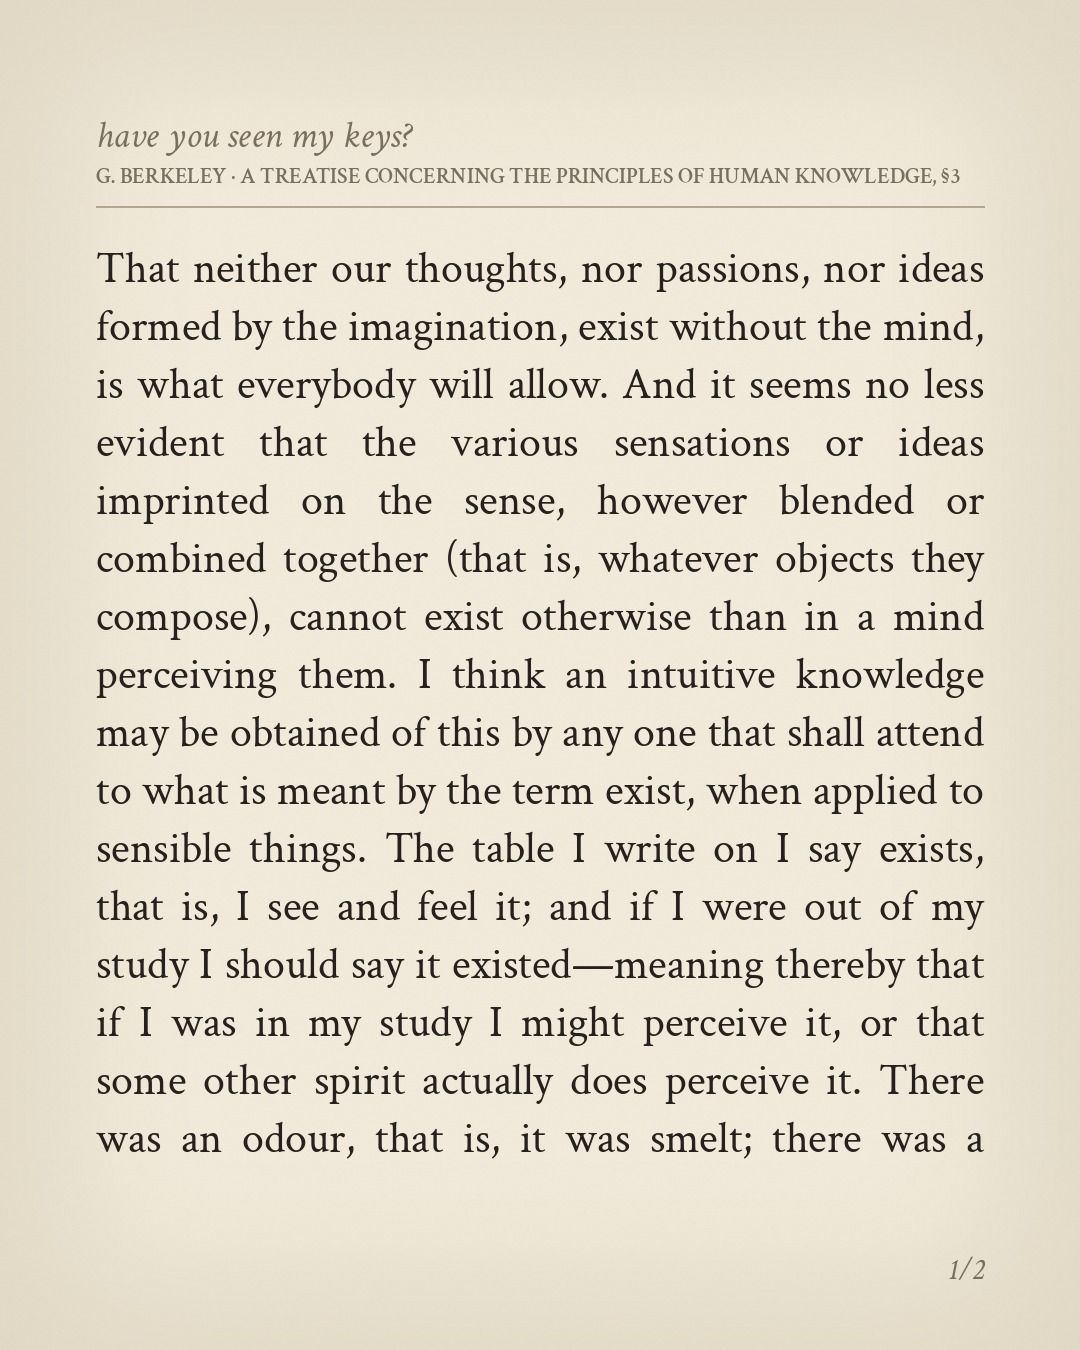 have you seen my keys?
G. BERKELEY · A TREATISE CONCERNING THE PRINCIPLES OF HUMAN KNOWLEDGE, §3
That neither our thoughts, nor passions, nor ideas
formed by the imagination, exist without the mind,
is what everybody will allow. And it seems no less
evident that the various sensations or ideas
imprinted on the sense, however blended or
combined together (that is, whatever objects they
compose), cannot exist otherwise than in a mind
perceiving them. I think an intuitive knowledge
may be obtained of this by any one that shall attend
to what is meant by the term exist, when applied to
sensible things. The table I write on I say exists,
that is, I see and feel it; and if I were out of my
study I should say it existed—meaning thereby that
if I was in my study I might perceive it, or that
some other spirit actually does perceive it. There
was an odour, that is, it was smelt; there was a
1/2